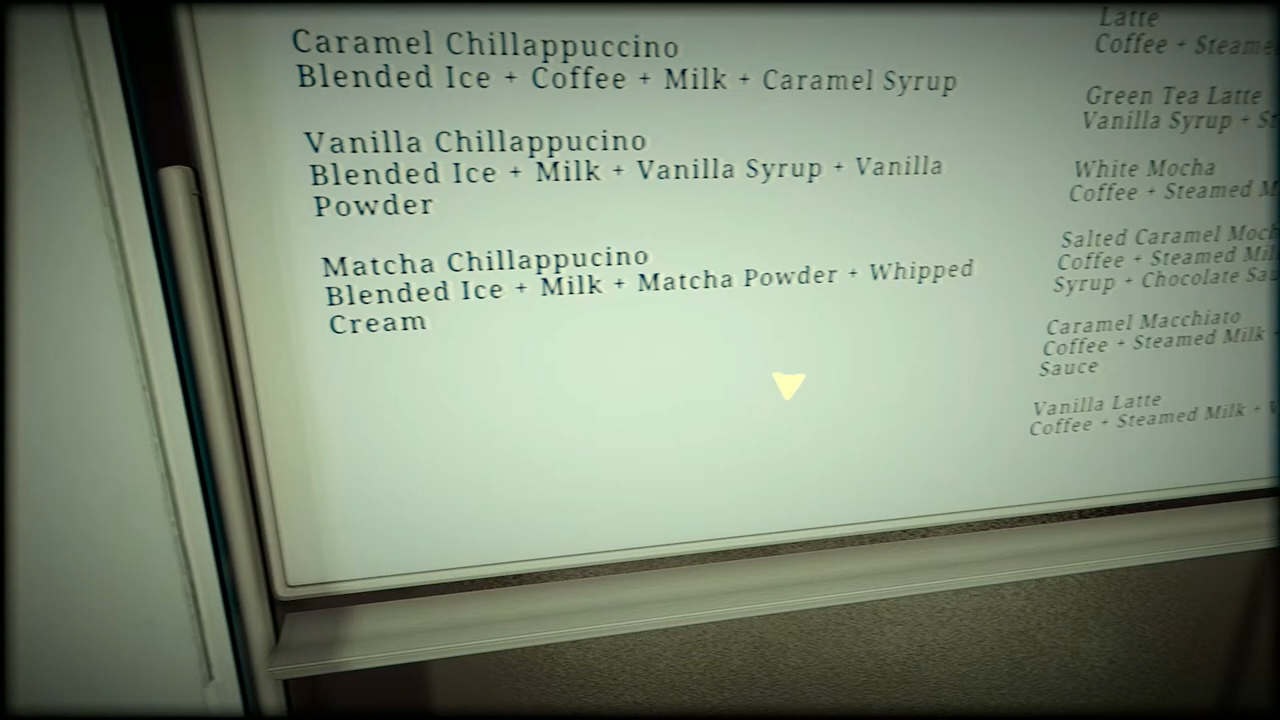 Caramel Chillappuccino
Blended Ice + Coffee + Milk + Caramel Syrup
Vanilla Chillappucino
Blended Ice + Milk + Vanilla Syrup + Vanilla
Powder
Matcha Chillappucino
Blended Ice + Milk + Matcha Powder + Whipped
Cream
Latte
Coffee + Steame
Green Tea Latte
Vanilla Syrup +
White Mocha
Coffee + Steamed
Salted Caramel Moch
Coffee + Steamed Mil
Syrup + Chocolate Sa
Caramel Macchiato
Coffee + Steamed Milk
Sauce
Vanilla Latte
Coffee + Steamed Milk +